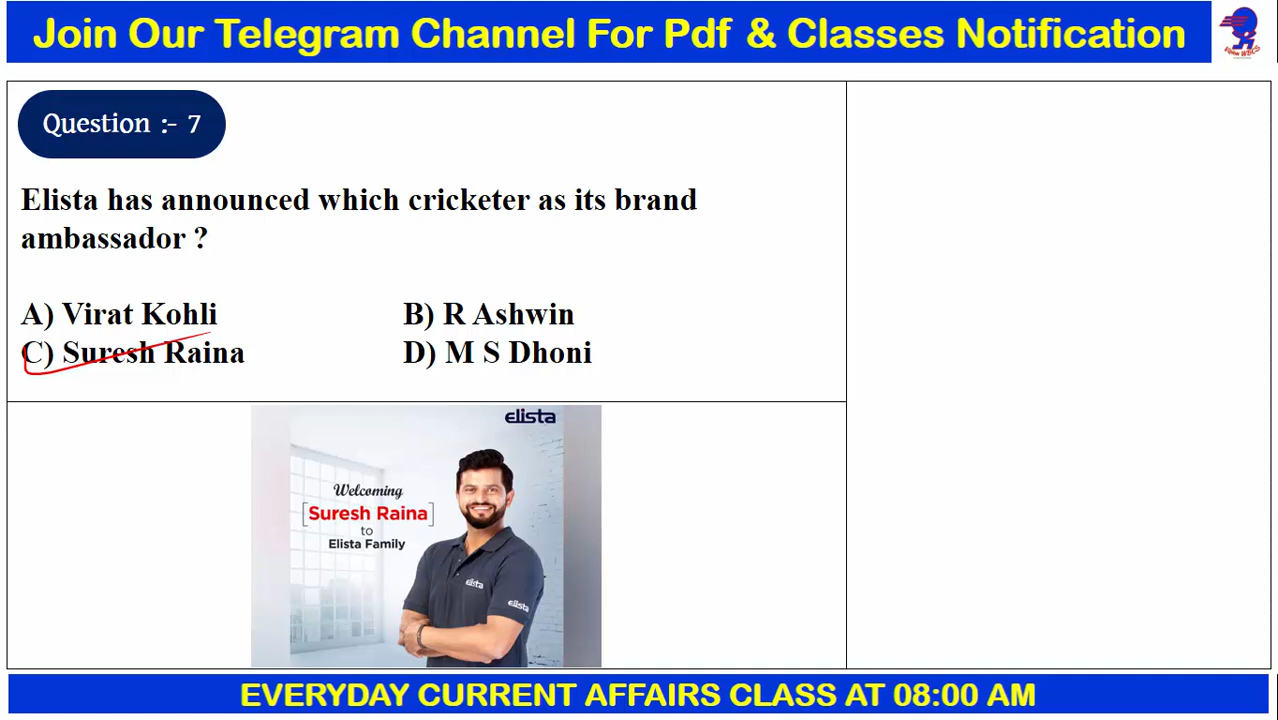 Join Our Telegram Channel For Pdf & Classes Notification
Question :- 7
Elista has announced which cricketer as its brand
ambassador ?
A) Virat Kohli
B) R Ashwin
C) Suresh Raina
D) M S Dhoni
elista
Welcoming
[Suresh Raina]
to
Elista Family
elista
elista
EVERYDAY CURRENT AFFAIRS CLASS AT 08:00 AM